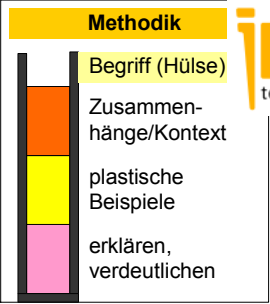 Methodik
Begriff (Hülse)
Zusammen-
hänge/Kontext
plastische
Beispiele
erklären,
verdeutlichen